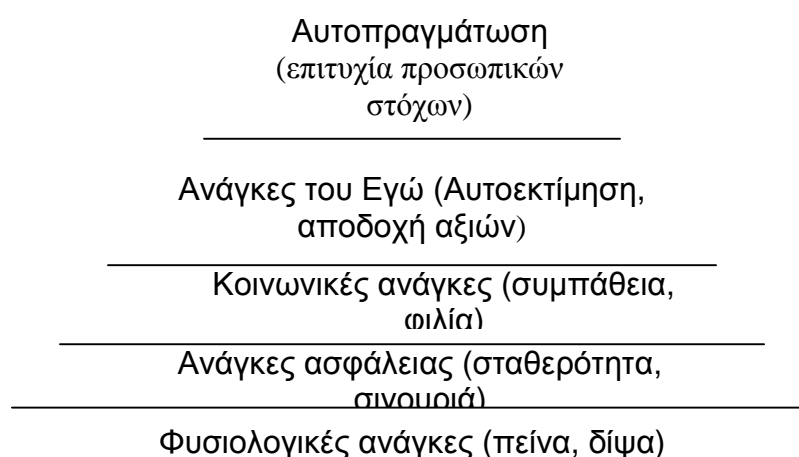 Αυτοπραγμάτωση
(επιτυχία προσωπικών
στόχων)
Ανάγκες του Εγώ (Αυτοεκτίμηση,
αποδοχή αξιών)
Κοινωνικές ανάγκες (συμπάθεια,
φιλία)
Ανάγκες ασφάλειας (σταθερότητα,
σιγουριά)
Φυσιολογικές ανάγκες (πείνα, δίψα)